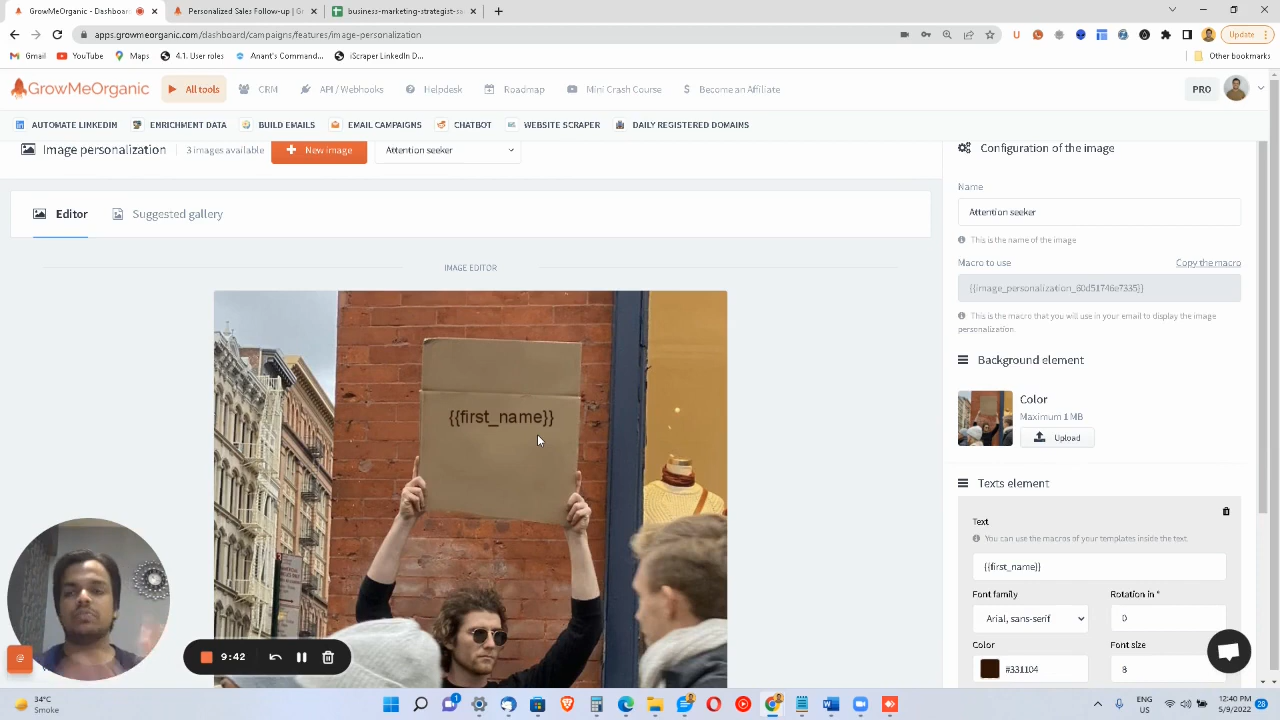 GrowMeOrganic - Dashboar
Personalized Sales Follow-up | G
business-marketing-strategist-sa
apps.growmeorganic.com/dashboard/campaigns/features/image-personalization
Update
Gmail
YouTube
Maps
4.1. User roles
Anant's Command...
iScraper LinkedIn D...
Other bookmarks
GrowMeOrganic
All tools
CRM
API / Webhooks
Helpdesk
Roadmap
Mini Crash Course
$ Become an Affiliate
PRO
AUTOMATE LINKEDIN
ENRICHMENT DATA
BUILD EMAILS
EMAIL CAMPAIGNS
CHATBOT
WEBSITE SCRAPER
DAILY REGISTERED DOMAINS
Image personalization
3 images available
+ New image
Attention seeker
Configuration of the image
Editor
Suggested gallery
IMAGE EDITOR
{{first_name}}
Name
Attention seeker
This is the name of the image
Macro to use
Copy the macro
{{image_personalization_60d51746e7335}}
This is the macro that you will use in your email to display the image
personalization.
Background element
Color
Maximum 1 MB
Upload
Texts element
Text
You can use the macros of your templates inside the text.
{{first_name}}
Font family
Rotation in °
Arial, sans-serif
0
Color
Font size
#331104
8
@
9:42
34°C
Smoke
ENG
US
12:40 PM
5/9/2022
28